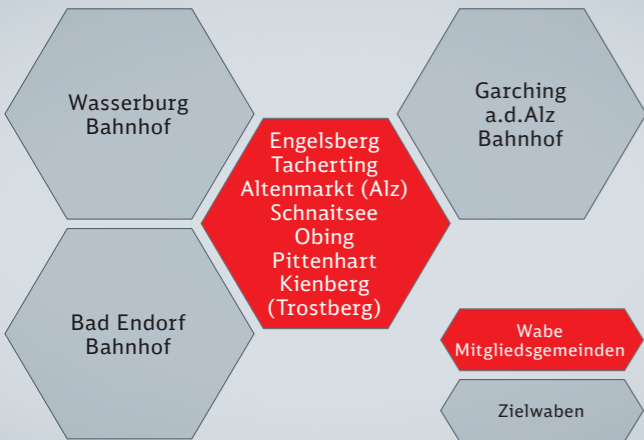 Wasserburg
Bahnhof
Garching
a.d.Alz
Bahnhof
Engelsberg
Tacherting
Altenmarkt (Alz)
Schnaitsee
Obing
Pittenhart
Kienberg
(Trostberg)
Bad Endorf
Bahnhof
Wabe
Mitgliedsgemeinden
Zielwaben